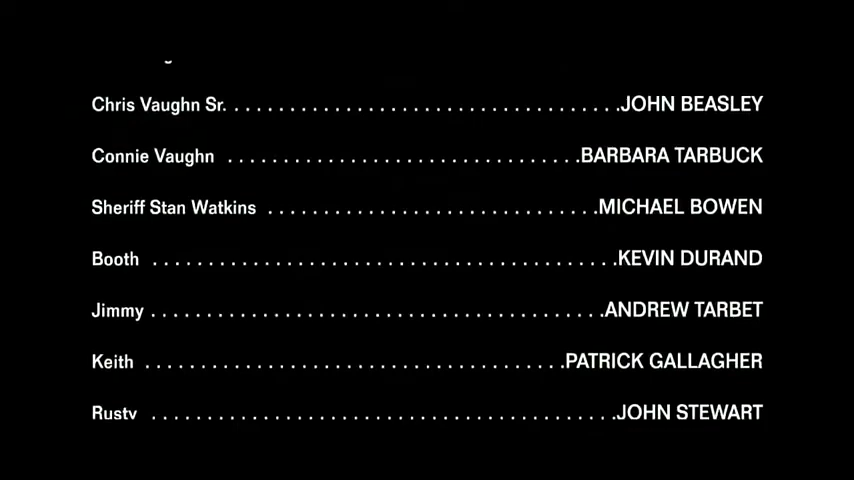 Chris Vaughn Sr. . . . . . . . . . . . . . . . . . . . . . . . . . . . . . . . . . . .JOHN BEASLEY
Connie Vaughn . . . . . . . . . . . . . . . . . . . . . . . . . . . . . . . .BARBARA TARBUCK
Sheriff Stan Watkins . . . . . . . . . . . . . . . . . . . . . . . . . . . . . .MICHAEL BOWEN
Booth . . . . . . . . . . . . . . . . . . . . . . . . . . . . . . . . . . . . . . . . . .KEVIN DURAND
Jimmy . . . . . . . . . . . . . . . . . . . . . . . . . . . . . . . . . . . . . . . . .ANDREW TARBET
Keith . . . . . . . . . . . . . . . . . . . . . . . . . . . . . . . . . . . . . .PATRICK GALLAGHER
Rusty . . . . . . . . . . . . . . . . . . . . . . . . . . . . . . . . . . . . . . . . . .JOHN STEWART